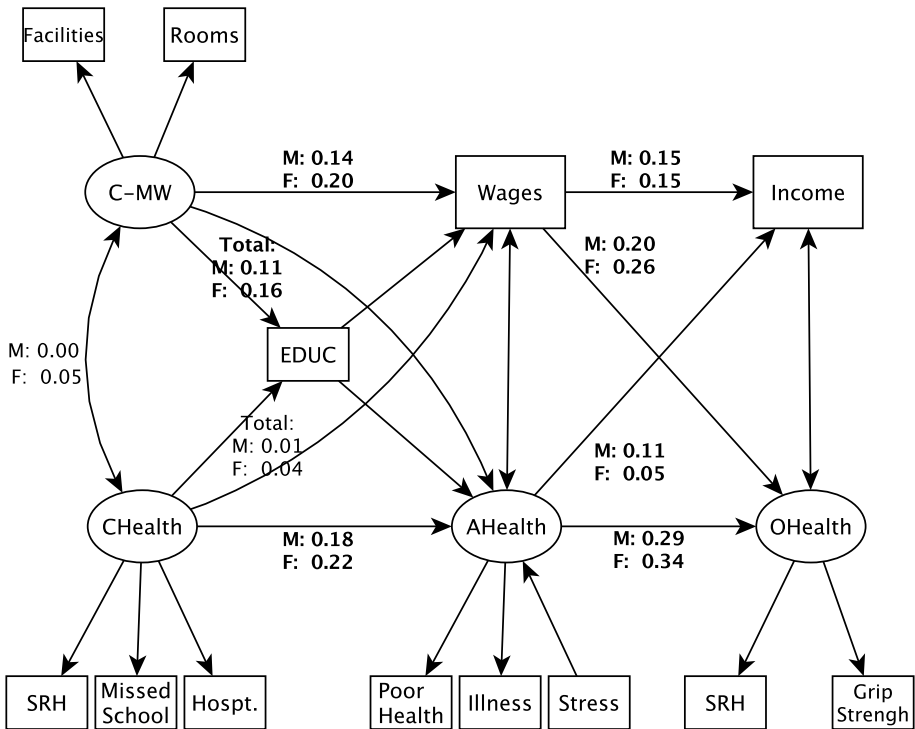 Facilities
Rooms
M: 0.14
F: 0.20
M: 0.15
F: 0.15
C-MW
Wages
Income
Total:
M: 0.11
F: 0.16
M: 0.20
F: 0.26
M: 0.00
F: 0.05
EDUC
Total:
M: 0.01
F: 0.04
M: 0.11
F: 0.05
CHealth
AHealth
OHealth
M: 0.18
F: 0.22
M: 0.29
F: 0.34
SRH
Missed
School
Hospt.
Poor
Health
Illness
Stress
SRH
Grip
Strengh